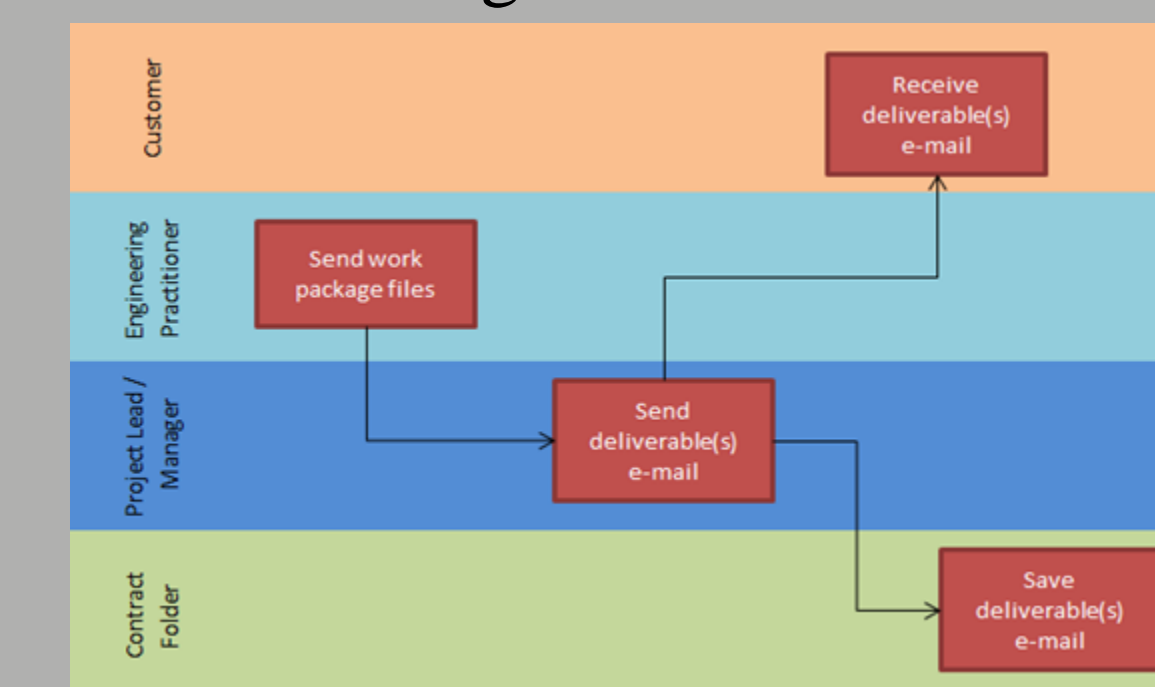 Customer
Receive
deliverable(s)
e-mail
Engineering
Practitioner
Send work
package files
Project Lead /
Manager
Send
deliverable(s)
e-mail
Contract
Folder
Save
deliverable(s)
e-mail